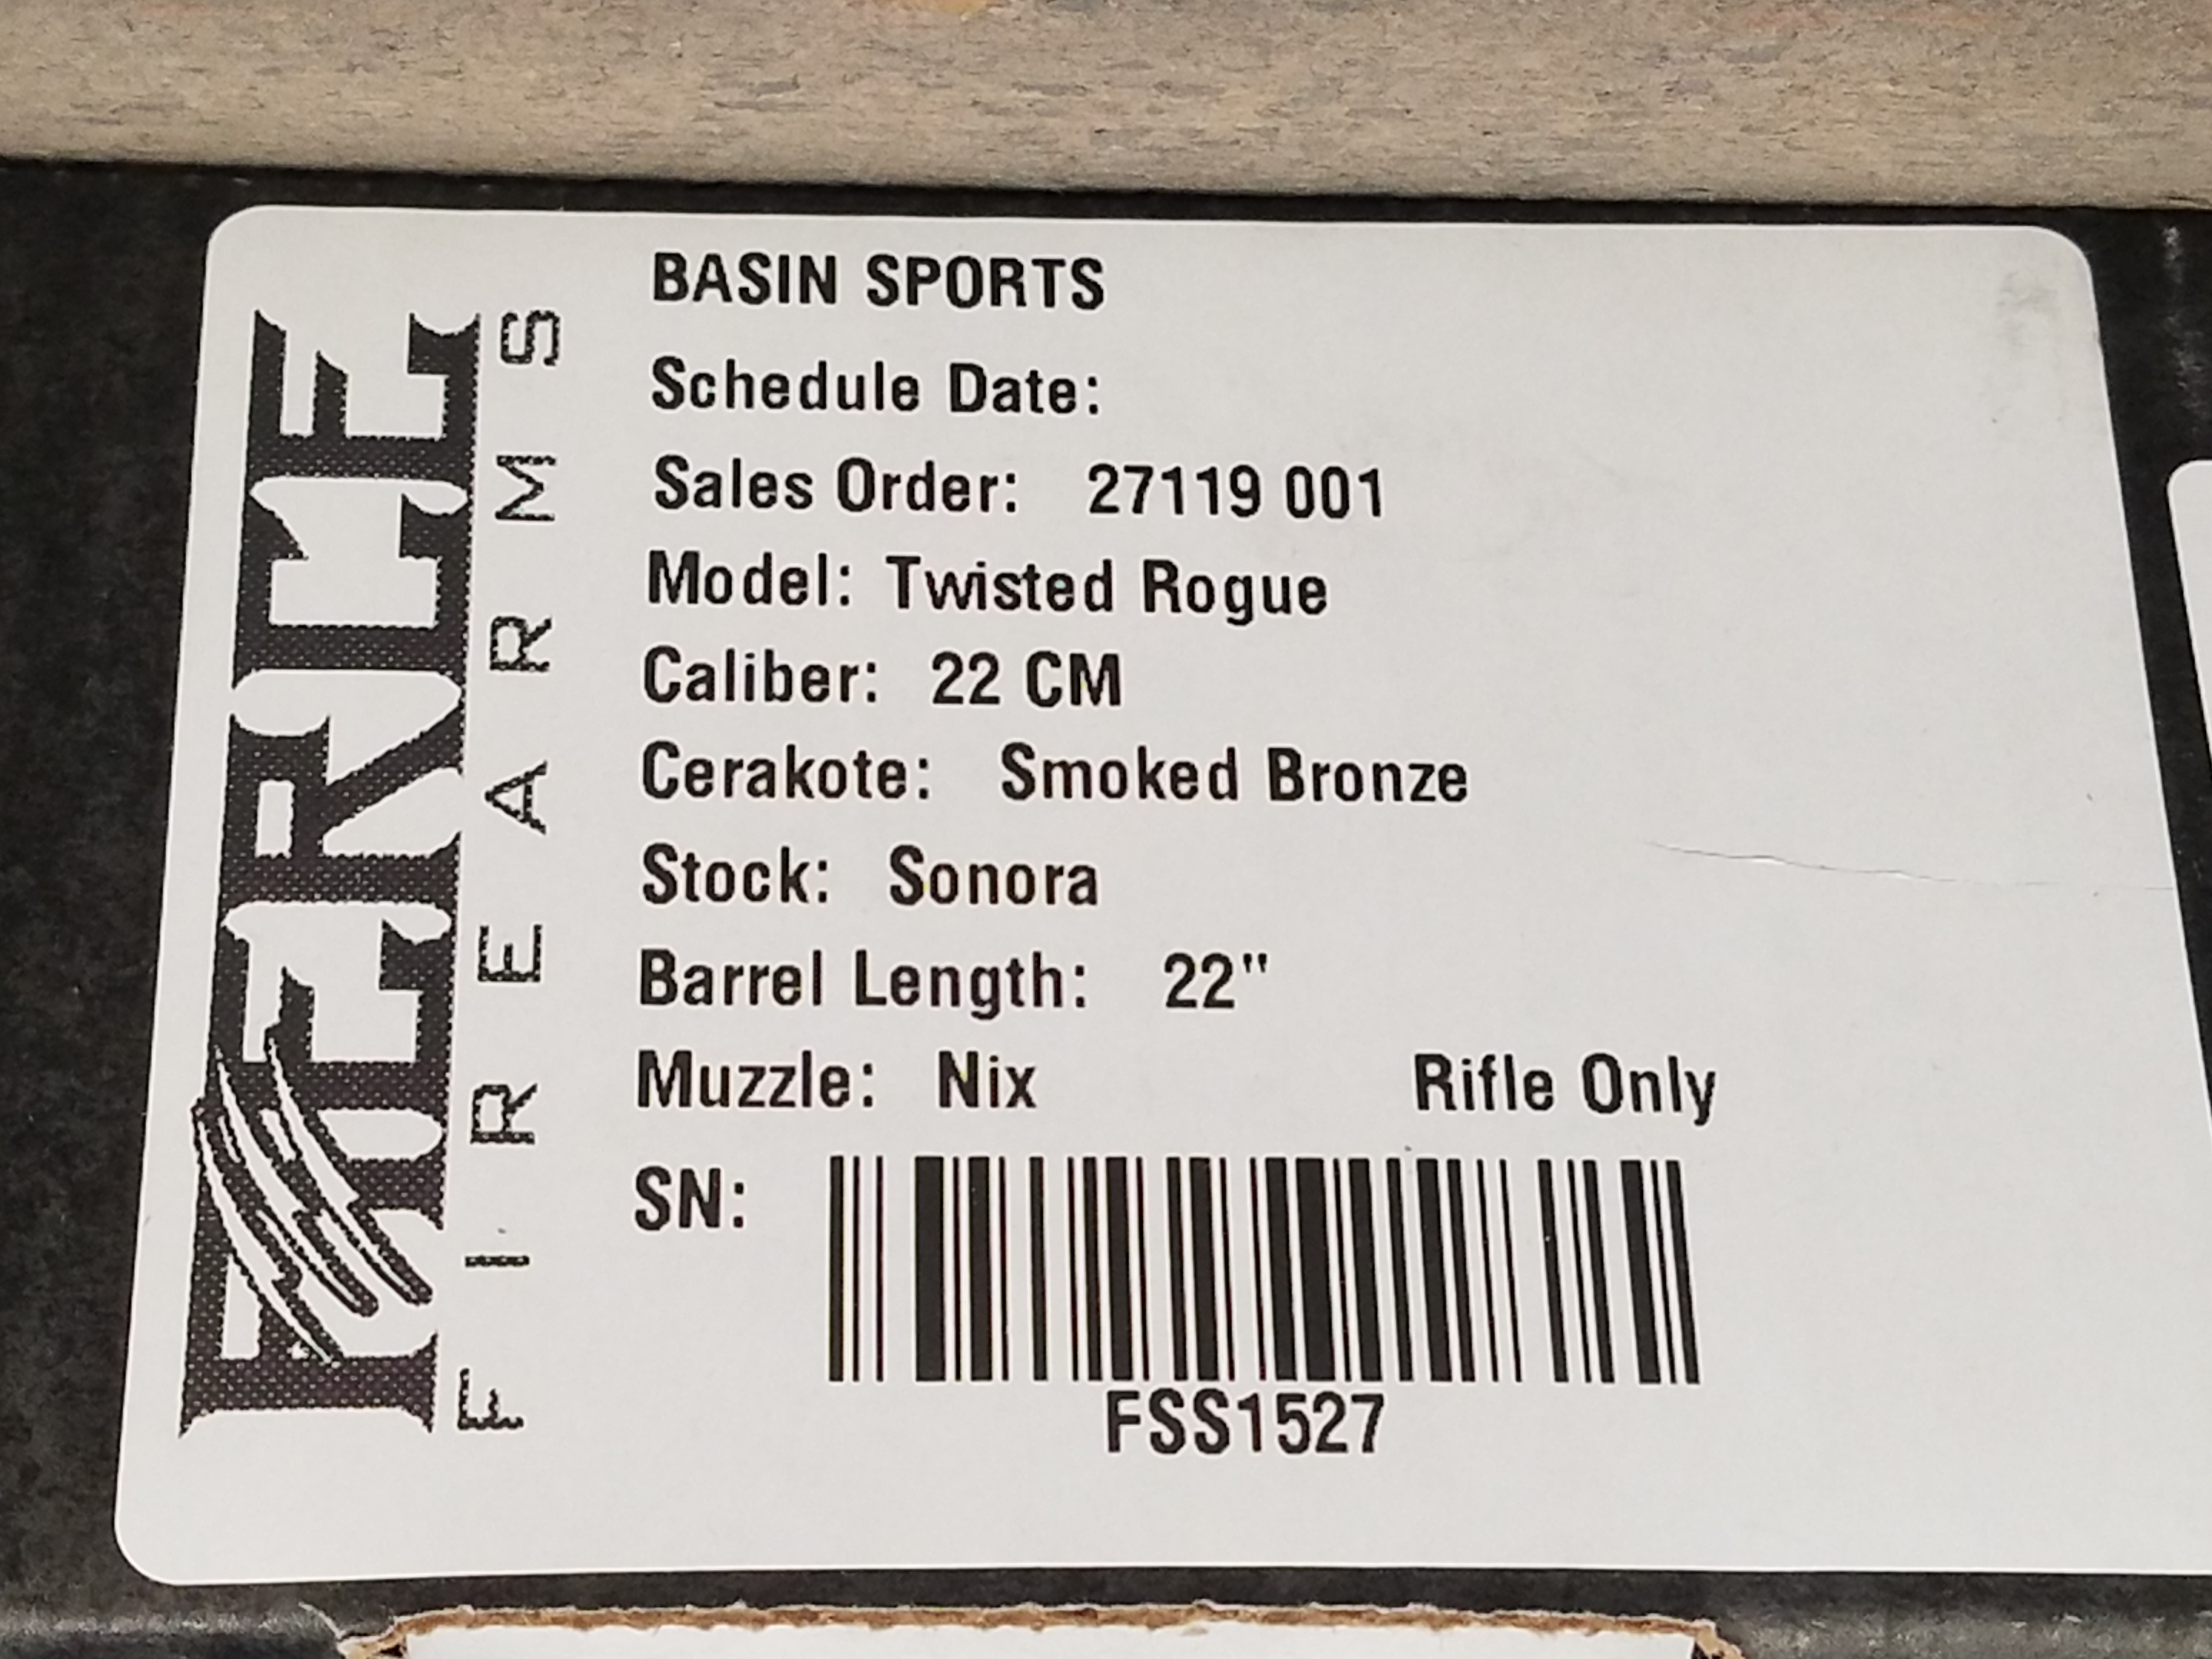 FIERCE
FIREARMS
BASIN SPORTS
Schedule Date:
Sales Order: 27119 001
Model: Twisted Rogue
Caliber: 22 CM
Cerakote: Smoked Bronze
Stock: Sonora
Barrel Length: 22"
Muzzle: Nix Rifle Only
SN:
FSS1527